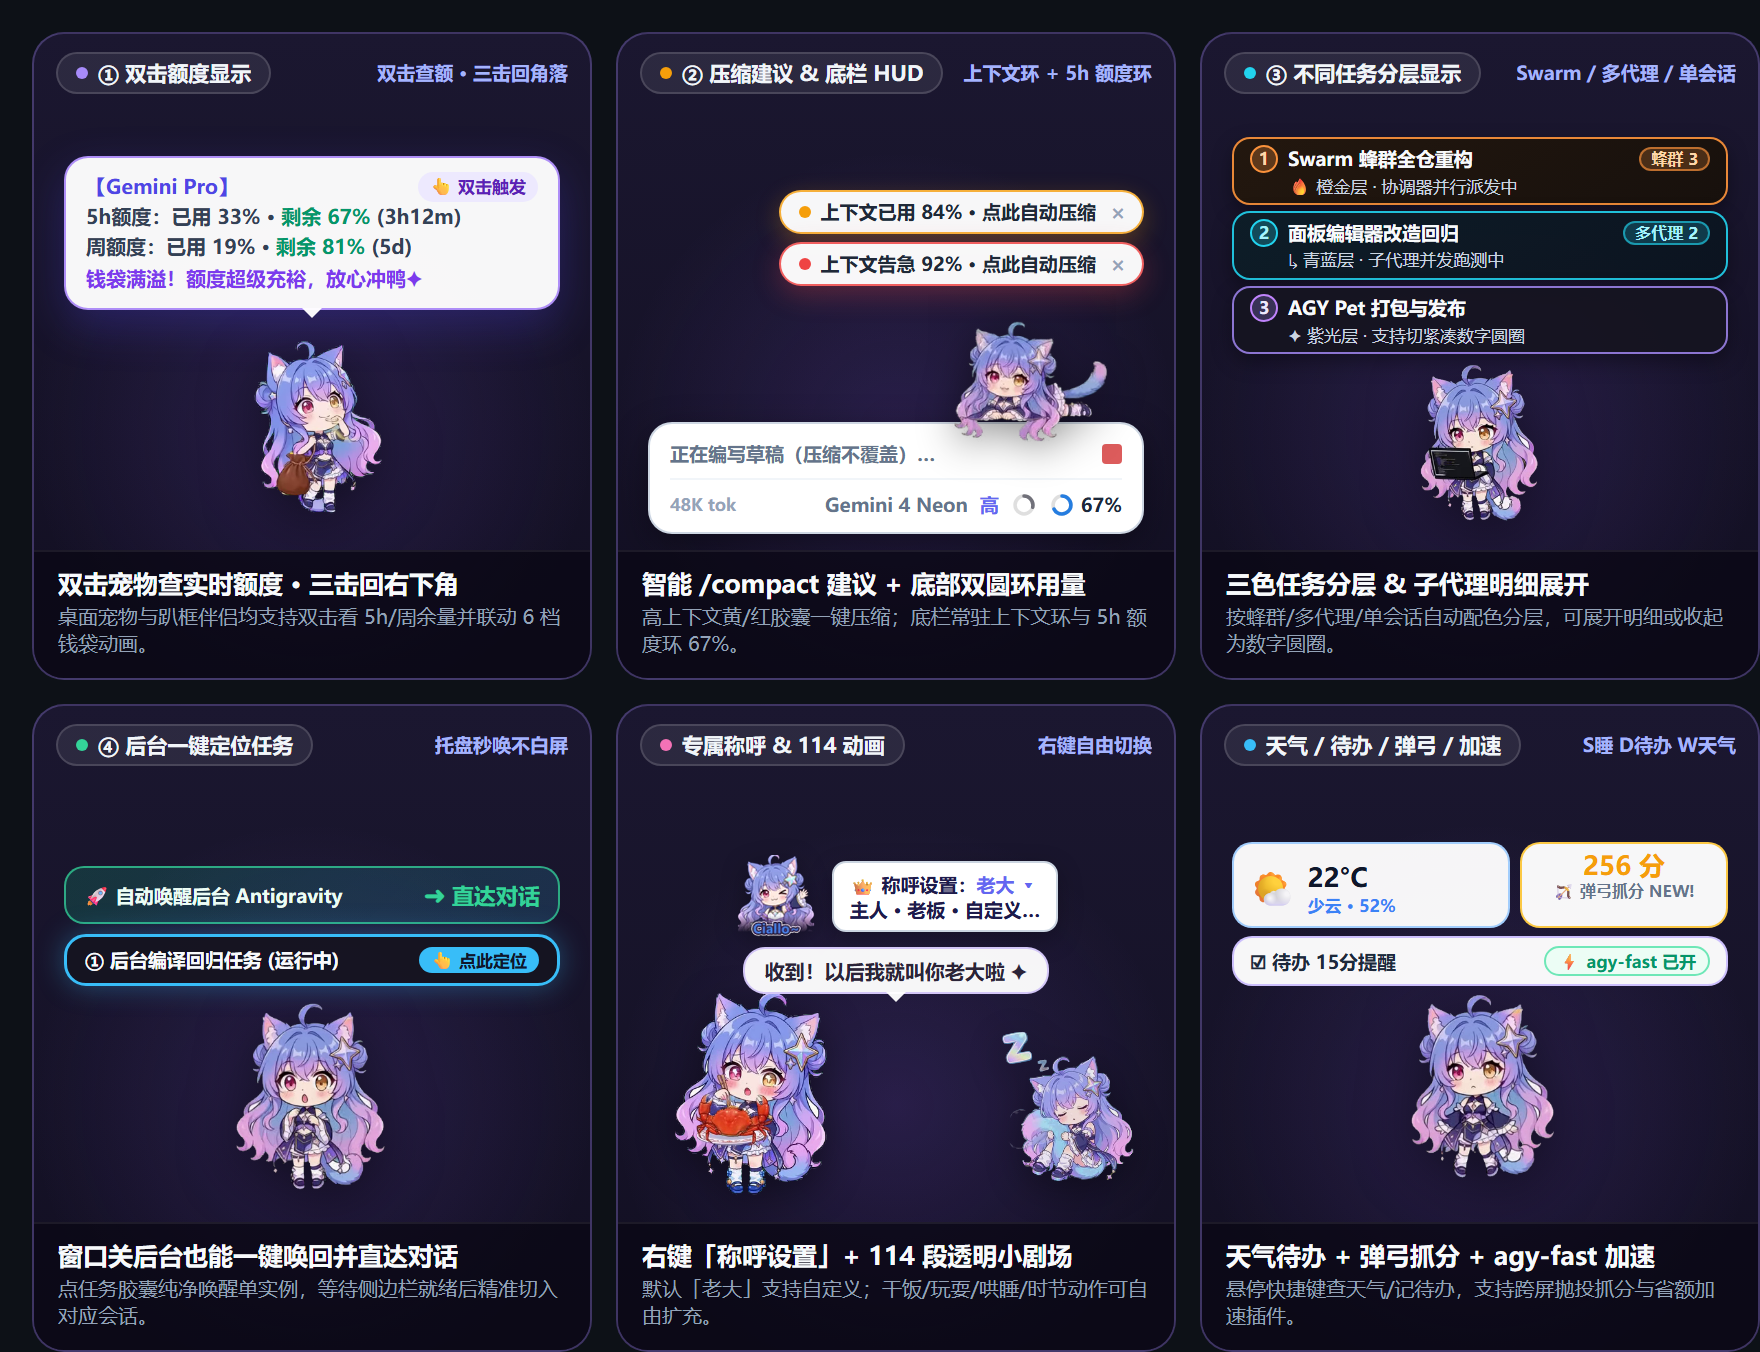 ① 双击额度显示
双击查额 • 三击回角落
【Gemini Pro】
双击触发
5h额度：已用 33% • 剩余 67% (3h12m)
周额度：已用 19% • 剩余 81% (5d)
钱袋满溢！额度超级充裕，放心冲鸭✦
双击宠物查实时额度 • 三击回右下角
桌面宠物与趴框伴侣均支持双击看 5h/周余量并联动 6 档
钱袋动画。
② 压缩建议 & 底栏 HUD
上下文环 + 5h 额度环
上下文已用 84% • 点此自动压缩 ×
上下文告急 92% • 点此自动压缩 ×
正在编写草稿（压缩不覆盖）...
48K tok
Gemini 4 Neon 高 67%
智能 /compact 建议 + 底部双圆环用量
高上下文黄/红胶囊一键压缩；底栏常驻上下文环与 5h 额
度环 67%。
③ 不同任务分层显示
Swarm / 多代理 / 单会话
1 Swarm 蜂群全仓重构
蜂群 3
🔥 橙金层 · 协调器并行派发中
2 面板编辑器改造回归
多代理 2
↳ 青蓝层 · 子代理并发跑测中
3 AGY Pet 打包与发布
✦ 紫光层 · 支持切紧凑数字圆圈
三色任务分层 & 子代理明细展开
按蜂群/多代理/单会话自动配色分层，可展开明细或收起
为数字圆圈。
④ 后台一键定位任务
托盘秒唤不白屏
🚀 自动唤醒后台 Antigravity
➜ 直达对话
① 后台编译回归任务 (运行中)
👆 点此定位
窗口关后台也能一键唤回并直达对话
点任务胶囊纯净唤醒单实例，等待侧边栏就绪后精准切入
对应会话。
专属称呼 & 114 动画
右键自由切换
Ciallo~
👑 称呼设置：老大 ▾
主人 • 老板 • 自定义...
收到！以后我就叫你老大啦 ✦
Z
z
右键「称呼设置」+ 114 段透明小剧场
默认「老大」支持自定义；干饭/玩耍/哄睡/时节动作可自
由扩充。
天气 / 待办 / 弹弓 / 加速
S睡 D待办 W天气
22°C
少云 • 52%
256 分
弹弓抓分 NEW!
☑ 待办 15分提醒
⚡ agy-fast 已开
天气待办 + 弹弓抓分 + agy-fast 加速
悬停快捷键查天气/记待办，支持跨屏抛投抓分与省额加
速插件。